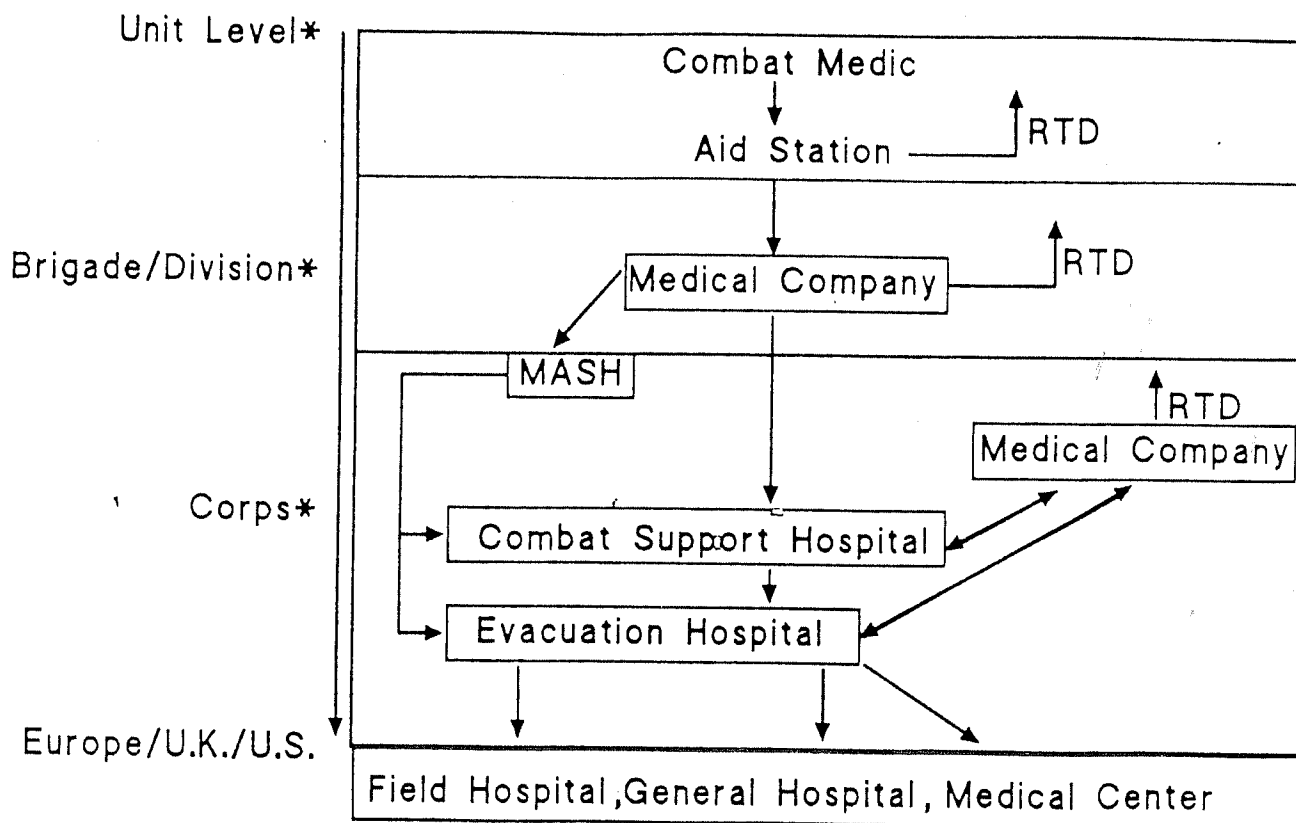 Unit Level*
Combat Medic
RTD
Aid Station
Brigade/Division*
RTD
Medical Company
MASH
RTD
Medical Company
Corps*
Combat Support Hospital
Evacuation Hospital
Europe/U.K./U.S.
Field Hospital,General Hospital, Medical Center